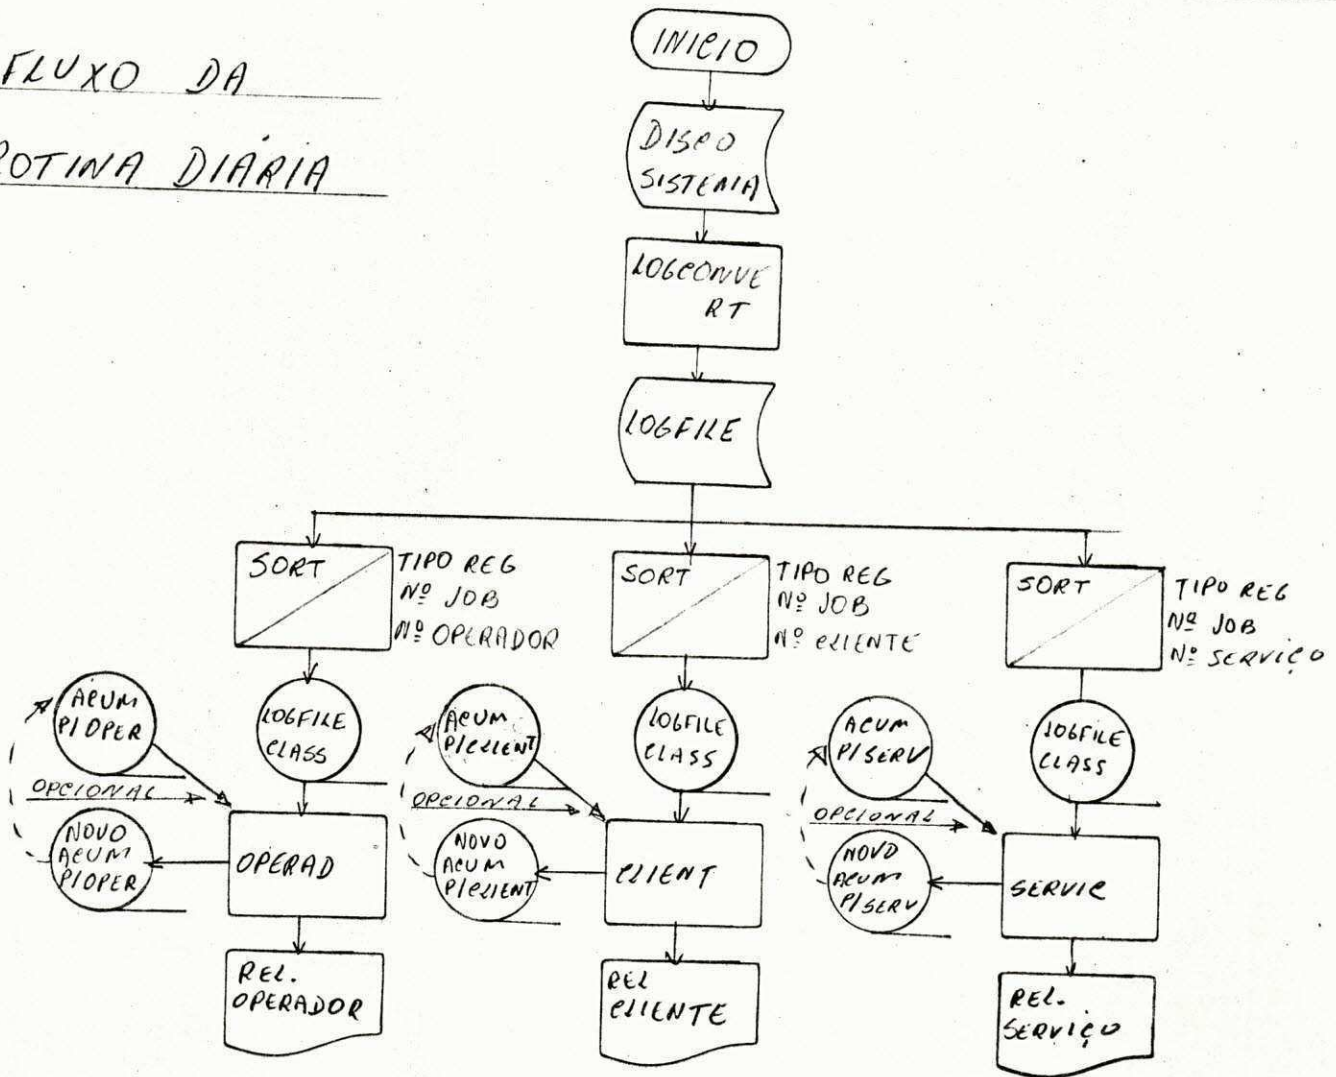 FLUXO DA
ROTINA DIÁRIA
INICIO
DISCO
SISTEMA
LOGCONVE
RT
LOGFILE
SORT
TIPO REG
Nº JOB
Nº OPERADOR
SORT
TIPO REG
Nº JOB
Nº CLIENTE
SORT
TIPO REG
Nº JOB
Nº SERVIÇO
ACUM
P/OPER
LOGFILE
CLASS
OPCIONAL
NOVO
ACUM
P/OPER
OPERAD
REL.
OPERADOR
ACUM
P/CLIENT
LOGFILE
CLASS
OPCIONAL
NOVO
ACUM
P/CLIENT
CLIENT
REL
CLIENTE
ACUM
P/SERV
LOGFILE
CLASS
OPCIONAL
NOVO
ACUM
P/SERV
SERVIC
REL.
SERVIÇO